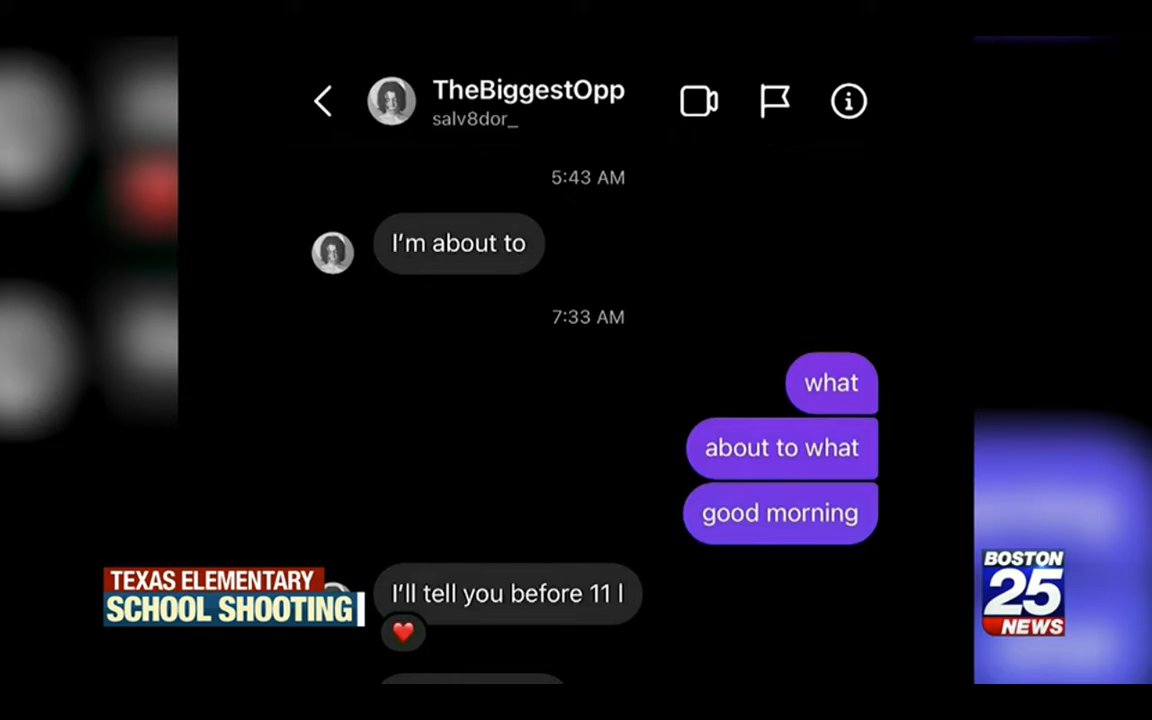 TheBiggestOpp
salv8dor_
5:43 AM
I'm about to
7:33 AM
what
about to what
good morning
I'll tell you before 11 I
TEXAS ELEMENTARY
SCHOOL SHOOTING
BOSTON
25
NEWS